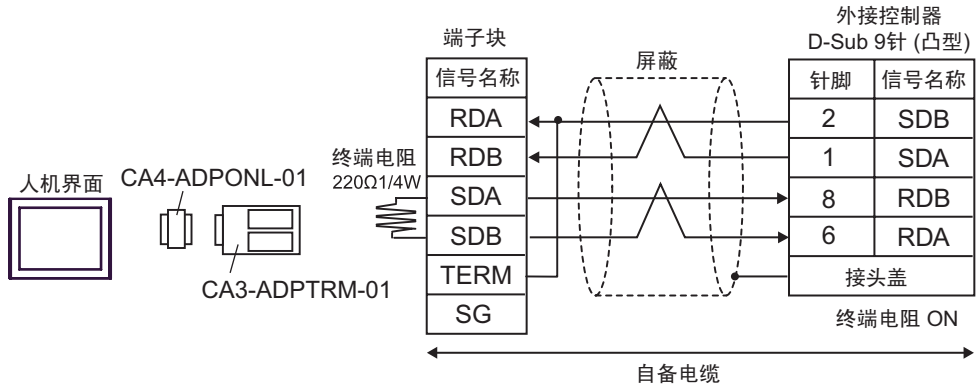 外接控制器
D-Sub 9针 (凸型)
端子块
屏蔽
信号名称
针脚 信号名称
RDA
2 SDB
RDB
1 SDA
终端电阻
220Ω1/4W
SDA
8 RDB
SDB
6 RDA
人机界面
CA4-ADPONL-01
CA3-ADPTRM-01
TERM
接头盖
SG
终端电阻 ON
自备电缆